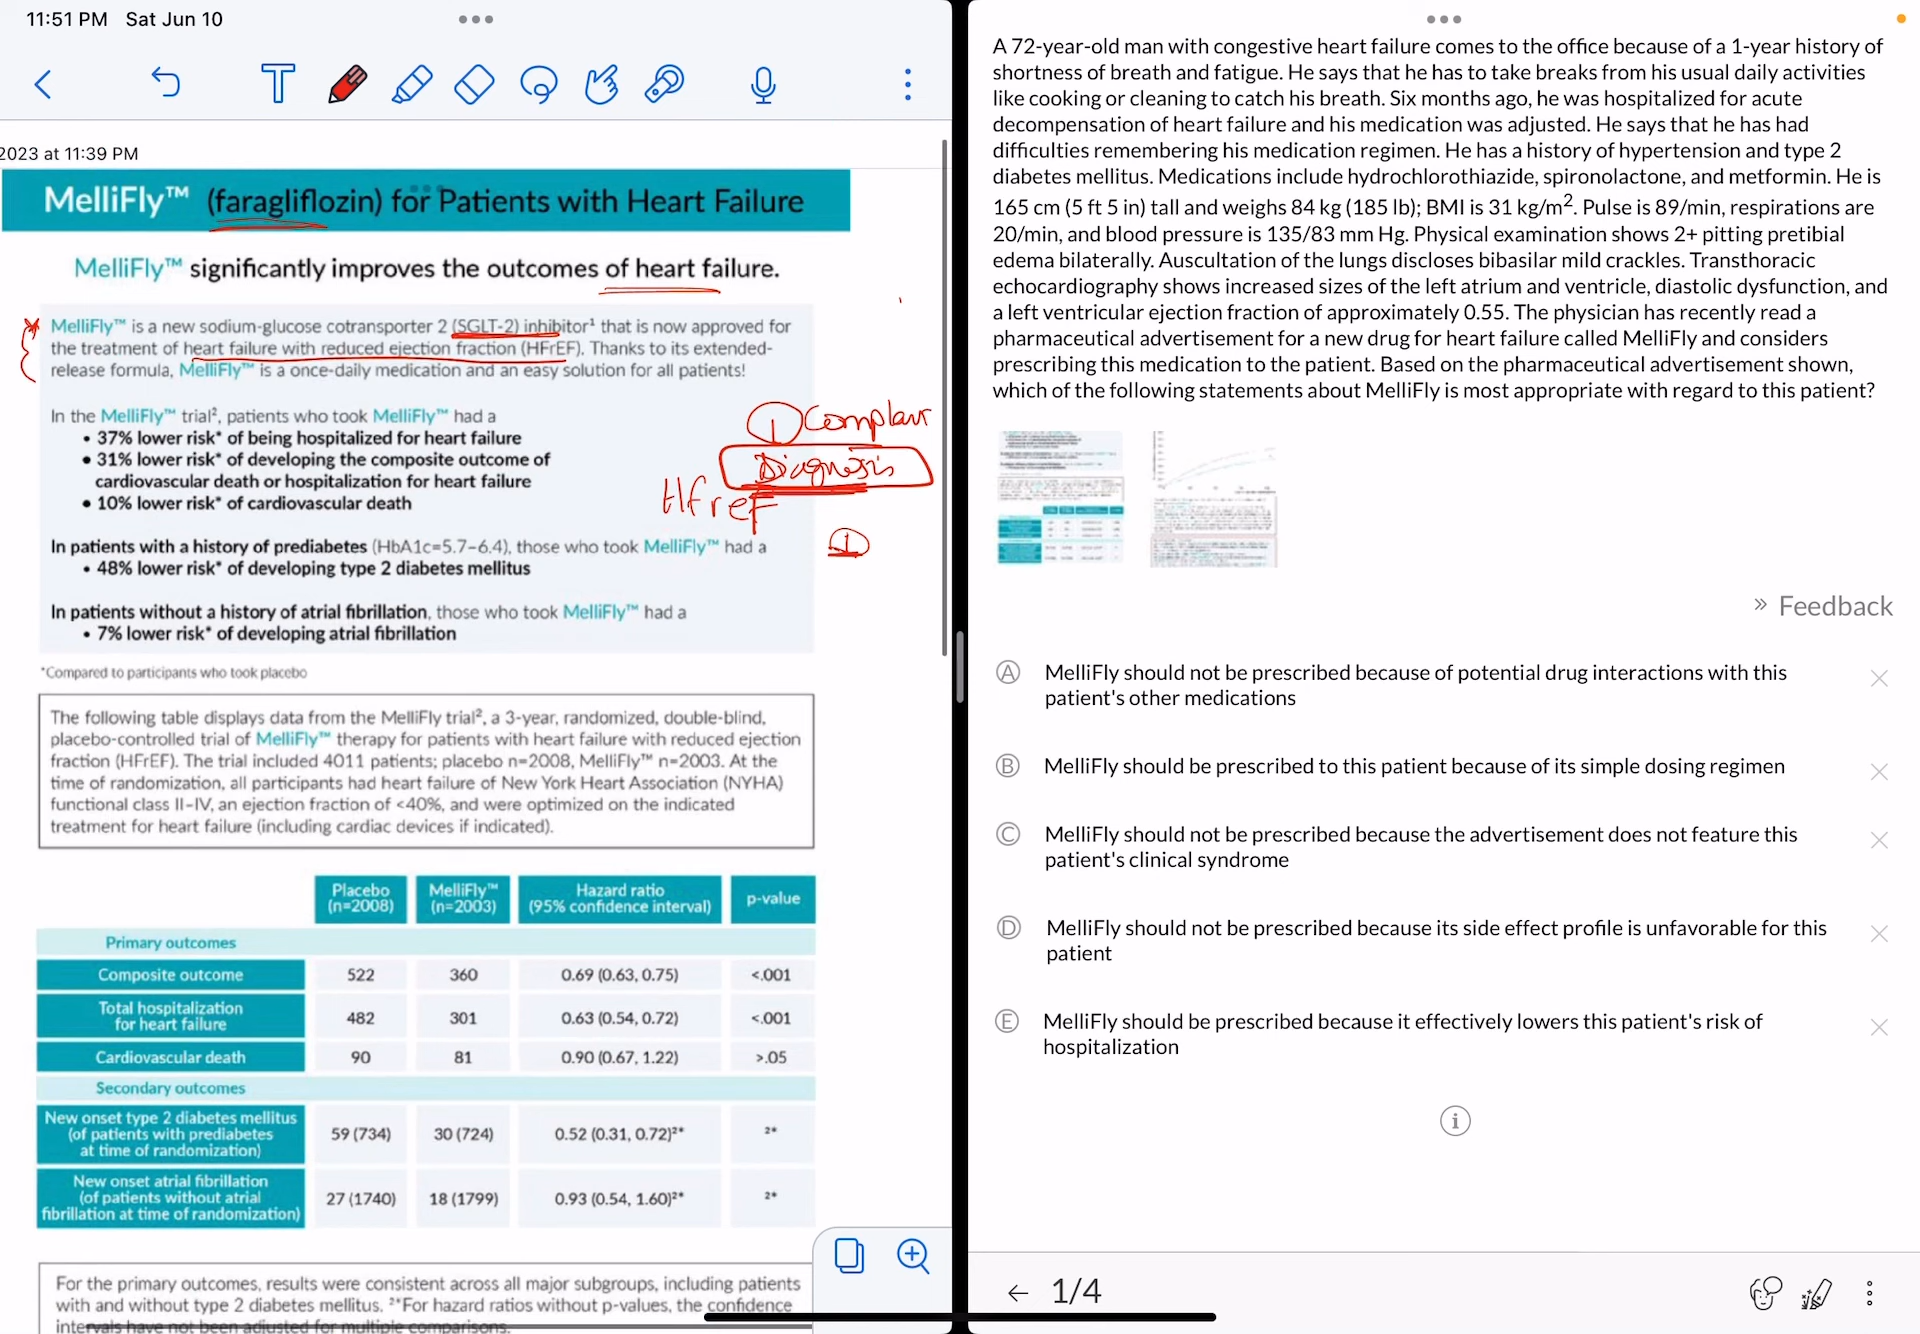 11:51 PM Sat Jun 10
2023 at 11:39 PM
MelliFly™ (faragliflozin) for Patients with Heart Failure
MelliFly™ significantly improves the outcomes of heart failure.
MelliFly™ is a new sodium-glucose cotransporter 2 (SGLT-2) inhibitor¹ that is now approved for
the treatment of heart failure with reduced ejection fraction (HFrEF). Thanks to its extended-
release formula, MelliFly™ is a once-daily medication and an easy solution for all patients!
In the MelliFly™ trial², patients who took MelliFly™ had a
• 37% lower risk* of being hospitalized for heart failure
• 31% lower risk* of developing the composite outcome of
cardiovascular death or hospitalization for heart failure
• 10% lower risk* of cardiovascular death
In patients with a history of prediabetes (HbA1c=5.7–6.4), those who took MelliFly™ had a
• 48% lower risk* of developing type 2 diabetes mellitus
In patients without a history of atrial fibrillation, those who took MelliFly™ had a
• 7% lower risk* of developing atrial fibrillation
1
Diagnosis
HfreF
1
*Compared to participants who took placebo
The following table displays data from the MelliFly trial², a 3-year, randomized, double-blind,
placebo-controlled trial of MelliFly™ therapy for patients with heart failure with reduced ejection
fraction (HFrEF). The trial included 4011 patients; placebo n=2008, MelliFly™ n=2003. At the
time of randomization, all participants had heart failure of New York Heart Association (NYHA)
functional class II–IV, an ejection fraction of <40%, and were optimized on the indicated
treatment for heart failure (including cardiac devices if indicated).
Placebo (n=2008) MelliFly™ (n=2003) Hazard ratio (95% confidence interval) p-value
Primary outcomes
Composite outcome 522 360 0.69 (0.63, 0.75) <.001
Total hospitalization for heart failure 482 301 0.63 (0.54, 0.72) <.001
Cardiovascular death 90 81 0.90 (0.67, 1.22) >.05
Secondary outcomes
New onset type 2 diabetes mellitus (of patients with prediabetes at time of randomization) 59 (734) 30 (724) 0.52 (0.31, 0.72)²* ²*
New onset atrial fibrillation (of patients without atrial fibrillation at time of randomization) 27 (1740) 18 (1799) 0.93 (0.54, 1.60)²* ²*
For the primary outcomes, results were consistent across all major subgroups, including patients
with and without type 2 diabetes mellitus. ²*For hazard ratios without p-values, the confidence
intervals have not been adjusted for multiple comparisons.
A 72-year-old man with congestive heart failure comes to the office because of a 1-year history of
shortness of breath and fatigue. He says that he has to take breaks from his usual daily activities
like cooking or cleaning to catch his breath. Six months ago, he was hospitalized for acute
decompensation of heart failure and his medication was adjusted. He says that he has had
difficulties remembering his medication regimen. He has a history of hypertension and type 2
diabetes mellitus. Medications include hydrochlorothiazide, spironolactone, and metformin. He is
165 cm (5 ft 5 in) tall and weighs 84 kg (185 lb); BMI is 31 kg/m². Pulse is 89/min, respirations are
20/min, and blood pressure is 135/83 mm Hg. Physical examination shows 2+ pitting pretibial
edema bilaterally. Auscultation of the lungs discloses bibasilar mild crackles. Transthoracic
echocardiography shows increased sizes of the left atrium and ventricle, diastolic dysfunction, and
a left ventricular ejection fraction of approximately 0.55. The physician has recently read a
pharmaceutical advertisement for a new drug for heart failure called MelliFly and considers
prescribing this medication to the patient. Based on the pharmaceutical advertisement shown,
which of the following statements about MelliFly is most appropriate with regard to this patient?
» Feedback
A MelliFly should not be prescribed because of potential drug interactions with this
patient's other medications
B MelliFly should be prescribed to this patient because of its simple dosing regimen
C MelliFly should not be prescribed because the advertisement does not feature this
patient's clinical syndrome
D MelliFly should not be prescribed because its side effect profile is unfavorable for this
patient
E MelliFly should be prescribed because it effectively lowers this patient's risk of
hospitalization
1/4